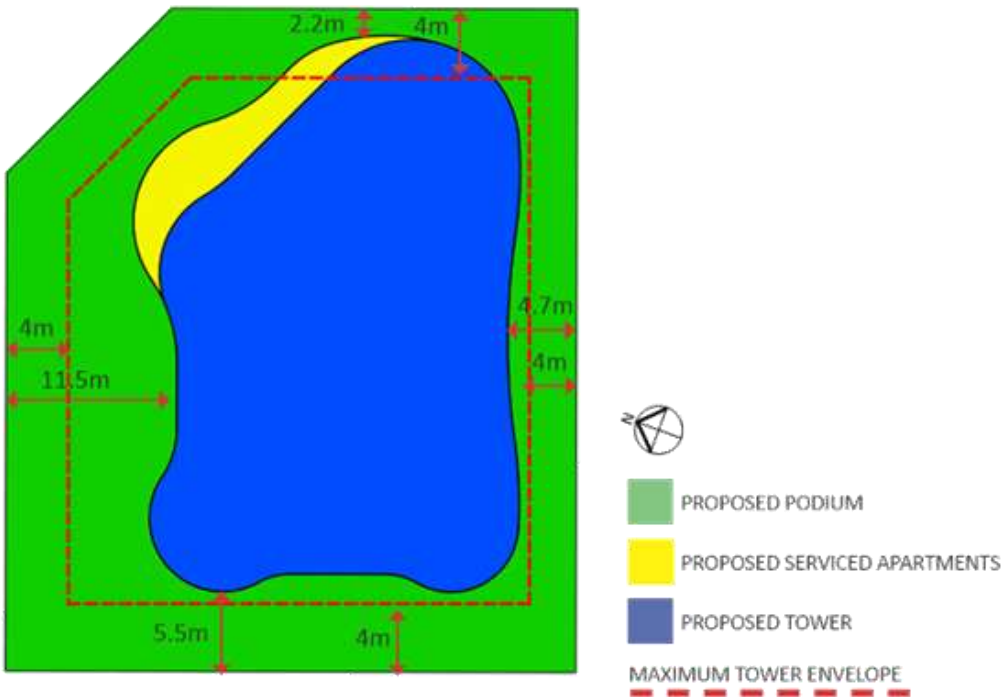 2.2m
4m
4.7m
4m
4m
11.5m
5.5m
4m
N
PROPOSED PODIUM
PROPOSED SERVICED APARTMENTS
PROPOSED TOWER
MAXIMUM TOWER ENVELOPE